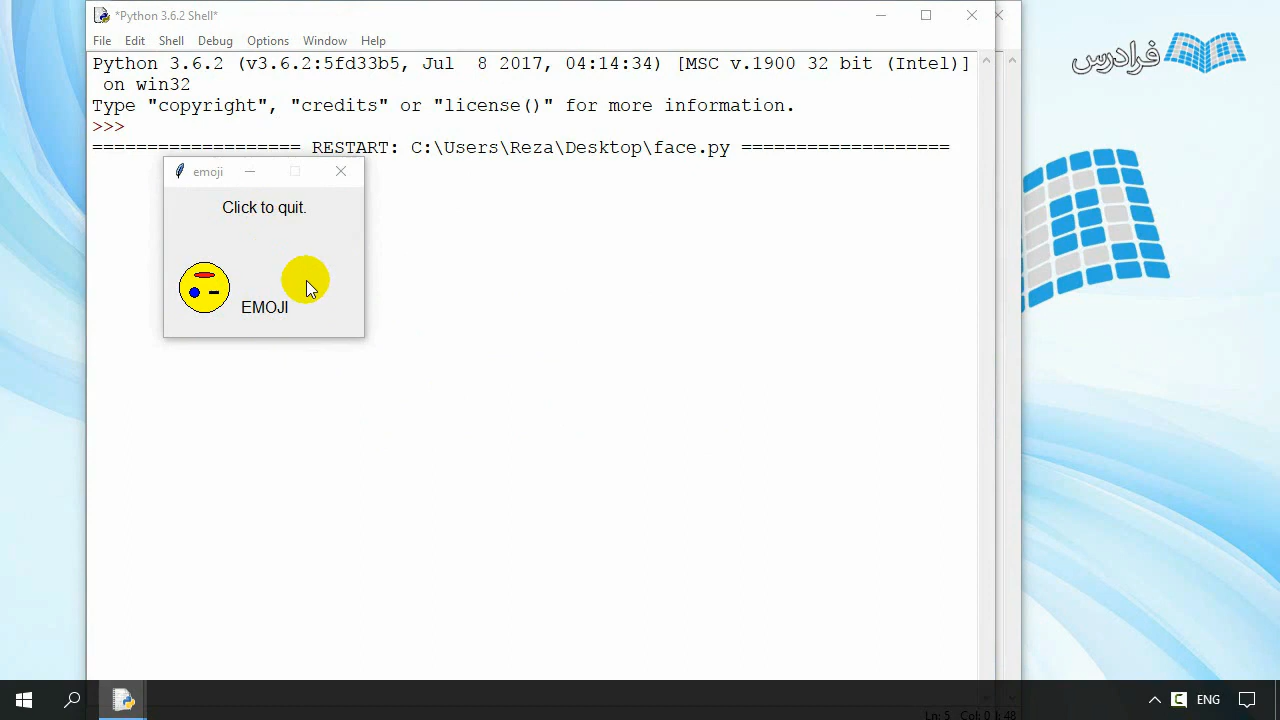 *Python 3.6.2 Shell*
File Edit Shell Debug Options Window Help
Python 3.6.2 (v3.6.2:5fd33b5, Jul  8 2017, 04:14:34) [MSC v.1900 32 bit (Intel)]
 on win32
Type "copyright", "credits" or "license()" for more information.
>>>
=================== RESTART: C:\Users\Reza\Desktop\face.py ===================
emoji
Click to quit.
EMOJI
فرادرس
ENG